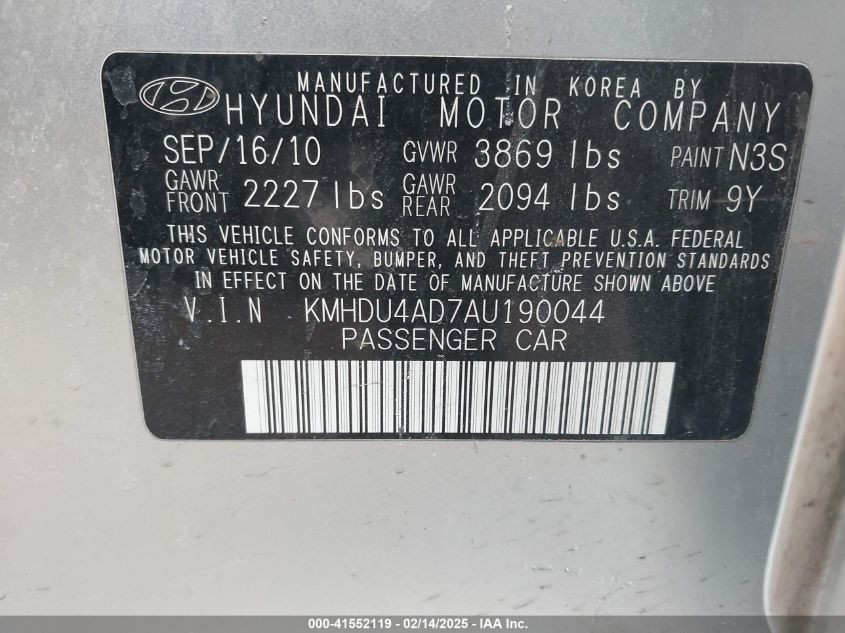 MANUFACTURED IN KOREA BY
HYUNDAI MOTOR COMPANY
SEP/16/10 GVWR 3869 lbs PAINT N3S
GAWR FRONT 2227 lbs GAWR REAR 2094 lbs TRIM 9Y
THIS VEHICLE CONFORMS TO ALL APPLICABLE U.S.A. FEDERAL
MOTOR VEHICLE SAFETY, BUMPER, AND THEFT PREVENTION STANDARDS
IN EFFECT ON THE DATE OF MANUFACTURE SHOWN ABOVE
V.I.N KMHDU4AD7AU190044
PASSENGER CAR
000-41552119 - 02/14/2025 - IAA Inc.